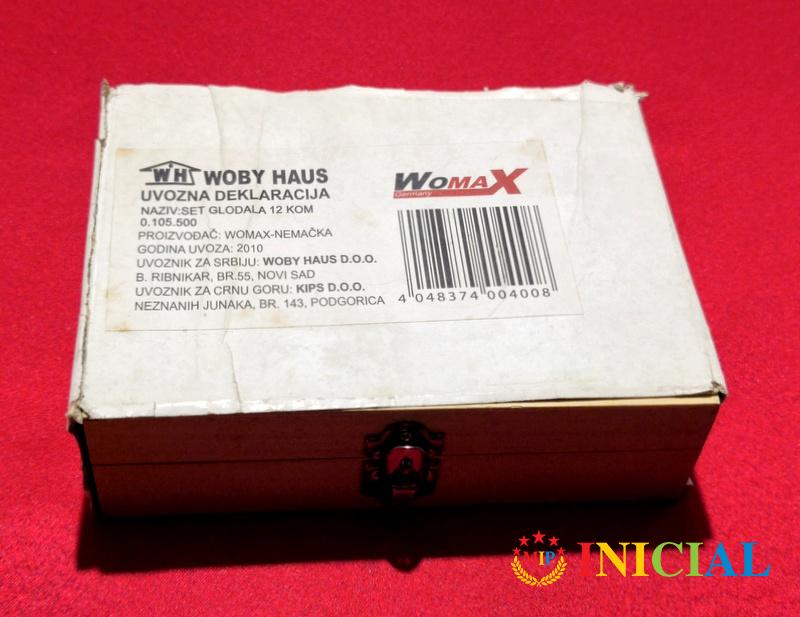 WH WOBY HAUS
UVOZNA DEKLARACIJA
NAZIV:SET GLODALA 12 KOM
0.105.500
PROIZVOĐAČ: WOMAX-NEMAČKA
GODINA UVOZA: 2010
UVOZNIK ZA SRBIJU: WOBY HAUS D.O.O.
B. RIBNIKAR, BR.55, NOVI SAD
UVOZNIK ZA CRNU GORU: KIPS D.O.O.
NEZNANIH JUNAKA, BR. 143, PODGORICA
WOMAX
Germany
4 048374 004008
VIP INICIAL